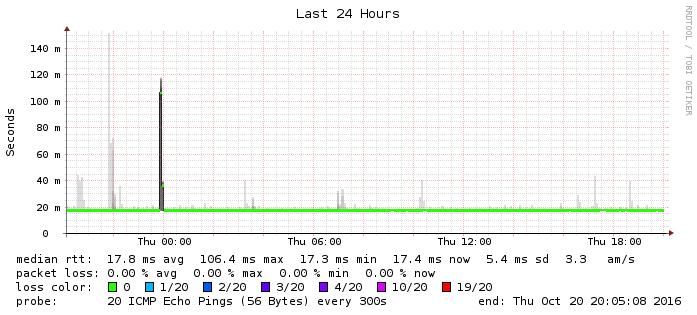 Last 24 Hours
RRDTOOL / TOBI OETIKER
Seconds
140 m
120 m
100 m
80 m
60 m
40 m
20 m
0
Thu 00:00 Thu 06:00 Thu 12:00 Thu 18:00
median rtt: 17.8 ms avg 106.4 ms max 17.3 ms min 17.4 ms now 5.4 ms sd 3.3 am/s
packet loss: 0.00 % avg 0.00 % max 0.00 % min 0.00 % now
loss color: 0 1/20 2/20 3/20 4/20 10/20 19/20
probe: 20 ICMP Echo Pings (56 Bytes) every 300s end: Thu Oct 20 20:05:08 2016